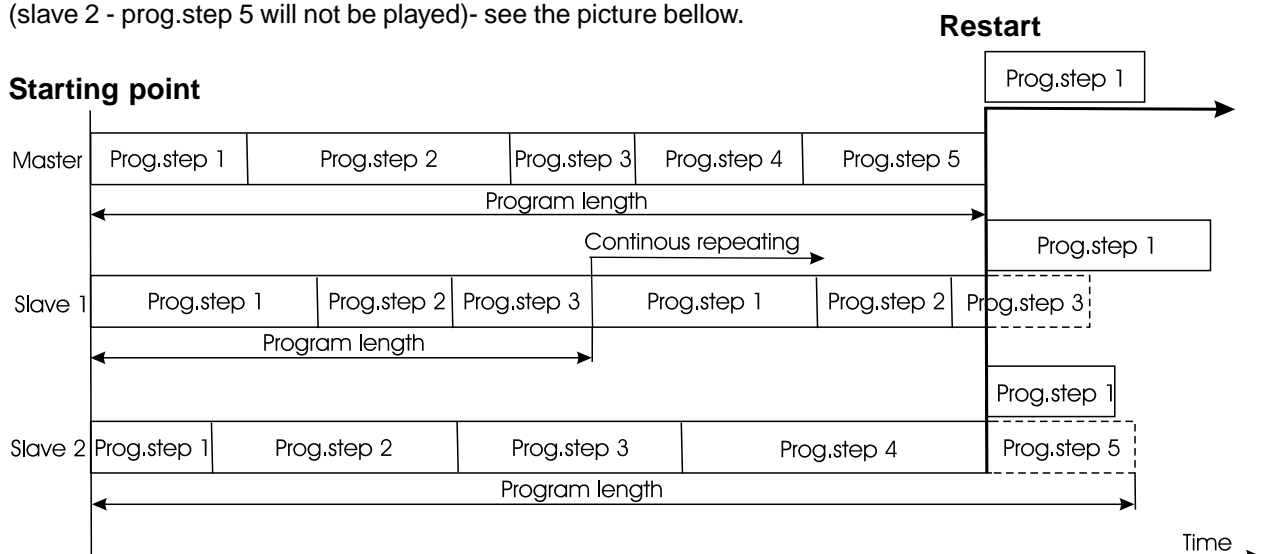 (slave 2 - prog.step 5 will not be played)- see the picture bellow.
Restart
Prog.step 1
Starting point
Master Prog.step 1 Prog.step 2 Prog.step 3 Prog.step 4 Prog.step 5
Program length
Continous repeating
Prog.step 1
Slave 1 Prog.step 1 Prog.step 2 Prog.step 3 Prog.step 1 Prog.step 2 Prog.step 3
Program length
Prog.step 1
Slave 2 Prog.step 1 Prog.step 2 Prog.step 3 Prog.step 4 Prog.step 5
Program length
Time